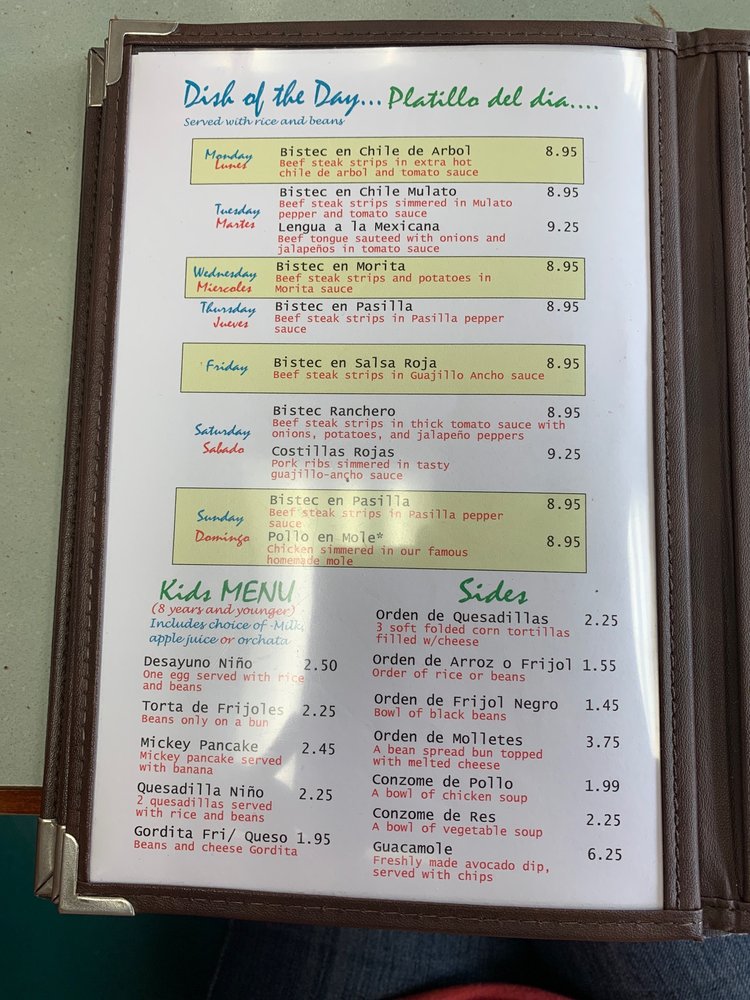 Dish of the Day... Platillo del dia....
Served with rice and beans
Monday
Lunes
Bistec en Chile de Arbol 8.95
Beef steak strips in extra hot
chile de arbol and tomato sauce
Tuesday
Martes
Bistec en Chile Mulato 8.95
Beef steak strips simmered in Mulato
pepper and tomato sauce
Lengua a la Mexicana 9.25
Beef tongue sauteed with onions and
jalapeños in tomato sauce
Wednesday
Miercoles
Bistec en Morita 8.95
Beef steak strips and potatoes in
Morita sauce
Thursday
Jueves
Bistec en Pasilla 8.95
Beef steak strips in Pasilla pepper
sauce
Friday
Bistec en Salsa Roja 8.95
Beef steak strips in Guajillo Ancho sauce
Saturday
Sabado
Bistec Ranchero 8.95
Beef steak strips in thick tomato sauce with
onions, potatoes, and jalapeño peppers
Costillas Rojas 9.25
Pork ribs simmered in tasty
guajillo-ancho sauce
Sunday
Domingo
Bistec en Pasilla 8.95
Beef steak strips in Pasilla pepper
sauce
Pollo en Mole* 8.95
Chicken simmered in our famous
homemade mole
Kids MENU
(8 years and younger)
Includes choice of -Milk,
apple juice or orchata
Desayuno Niño 2.50
One egg served with rice
and beans
Torta de Frijoles 2.25
Beans only on a bun
Mickey Pancake 2.45
Mickey pancake served
with banana
Quesadilla Niño 2.25
2 quesadillas served
with rice and beans
Gordita Fri/ Queso 1.95
Beans and cheese Gordita
Sides
Orden de Quesadillas 2.25
3 soft folded corn tortillas
filled w/cheese
Orden de Arroz o Frijol 1.55
Order of rice or beans
Orden de Frijol Negro 1.45
Bowl of black beans
Orden de Molletes 3.75
A bean spread bun topped
with melted cheese
Conzome de Pollo 1.99
A bowl of chicken soup
Conzome de Res 2.25
A bowl of vegetable soup
Guacamole 6.25
Freshly made avocado dip,
served with chips